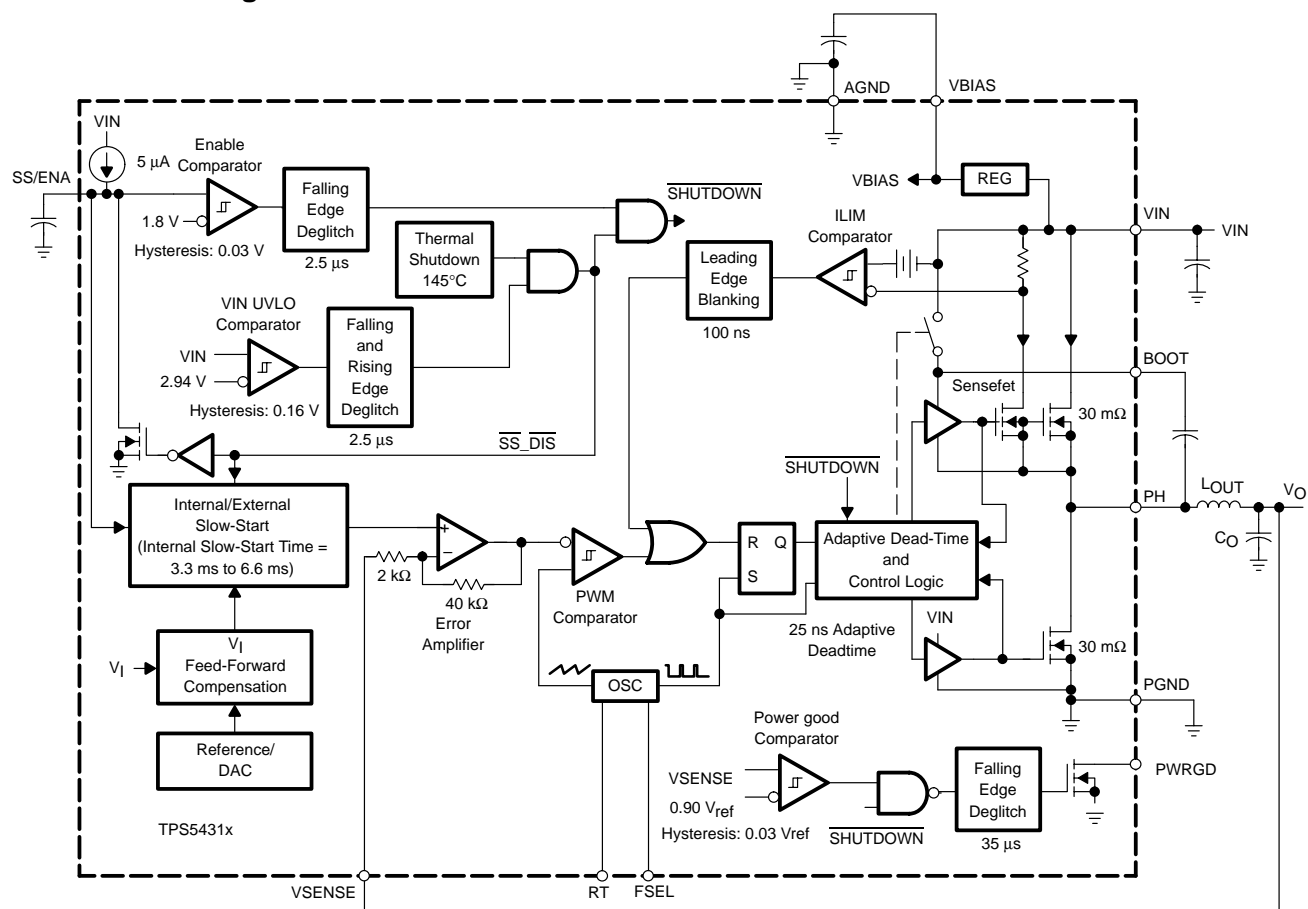 AGND
VBIAS
VIN
5 µA
Enable
Comparator
SS/ENA
1.8 V
Hysteresis: 0.03 V
Falling
Edge
Deglitch
2.5 µs
SHUTDOWN
VBIAS
REG
VIN
VIN
ILIM
Comparator
Thermal
Shutdown
145°C
Leading
Edge
Blanking
100 ns
VIN UVLO
Comparator
VIN
2.94 V
Hysteresis: 0.16 V
Falling
and
Rising
Edge
Deglitch
2.5 µs
SS_DIS
BOOT
Sensefet
30 mΩ
SHUTDOWN
Internal/External
Slow-Start
(Internal Slow-Start Time =
3.3 ms to 6.6 ms)
PH
LOUT
VO
CO
+
−
2 kΩ
40 kΩ
Error
Amplifier
PWM
Comparator
R Q
S
Adaptive Dead-Time
and
Control Logic
25 ns Adaptive
Deadtime
VIN
30 mΩ
VI
VI
Feed-Forward
Compensation
OSC
PGND
Reference/
DAC
Power good
Comparator
VSENSE
0.90 Vref
Hysteresis: 0.03 Vref
SHUTDOWN
Falling
Edge
Deglitch
35 µs
PWRGD
TPS5431x
VSENSE
RT
FSEL